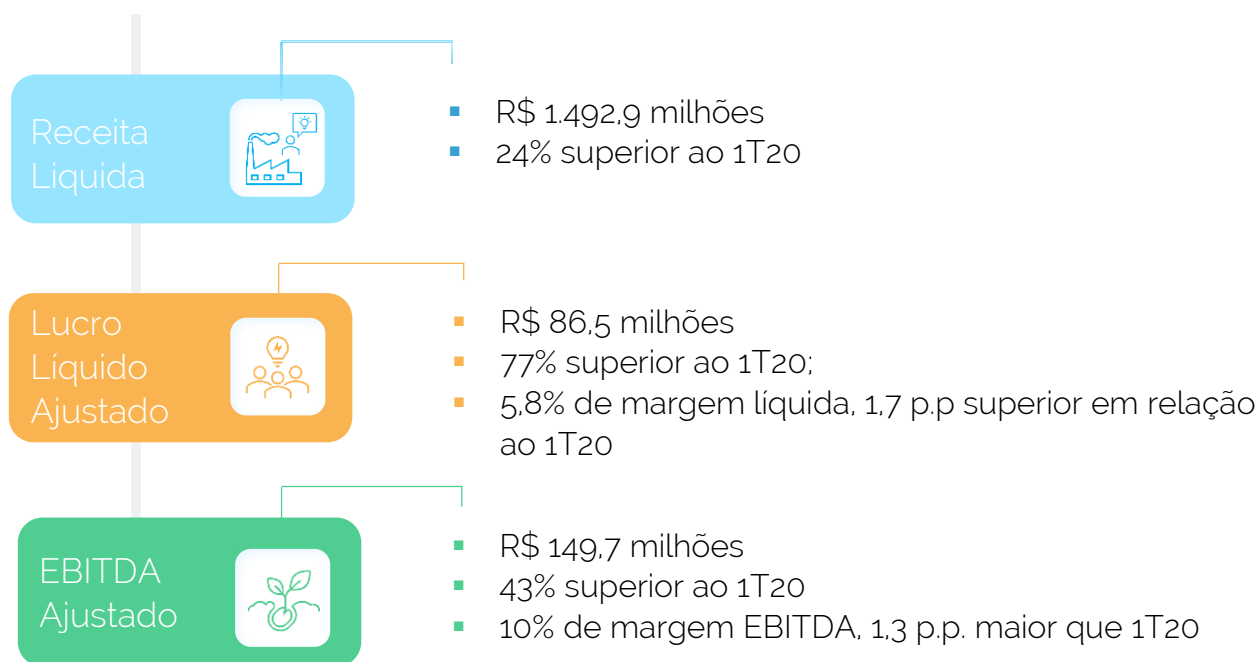 Receita
Liquida
▪ R$ 1.492,9 milhões
▪ 24% superior ao 1T20
Lucro
Líquido
Ajustado
▪ R$ 86,5 milhões
▪ 77% superior ao 1T20;
▪ 5,8% de margem líquida, 1,7 p.p superior em relação
ao 1T20
EBITDA
Ajustado
▪ R$ 149,7 milhões
▪ 43% superior ao 1T20
▪ 10% de margem EBITDA, 1,3 p.p. maior que 1T20